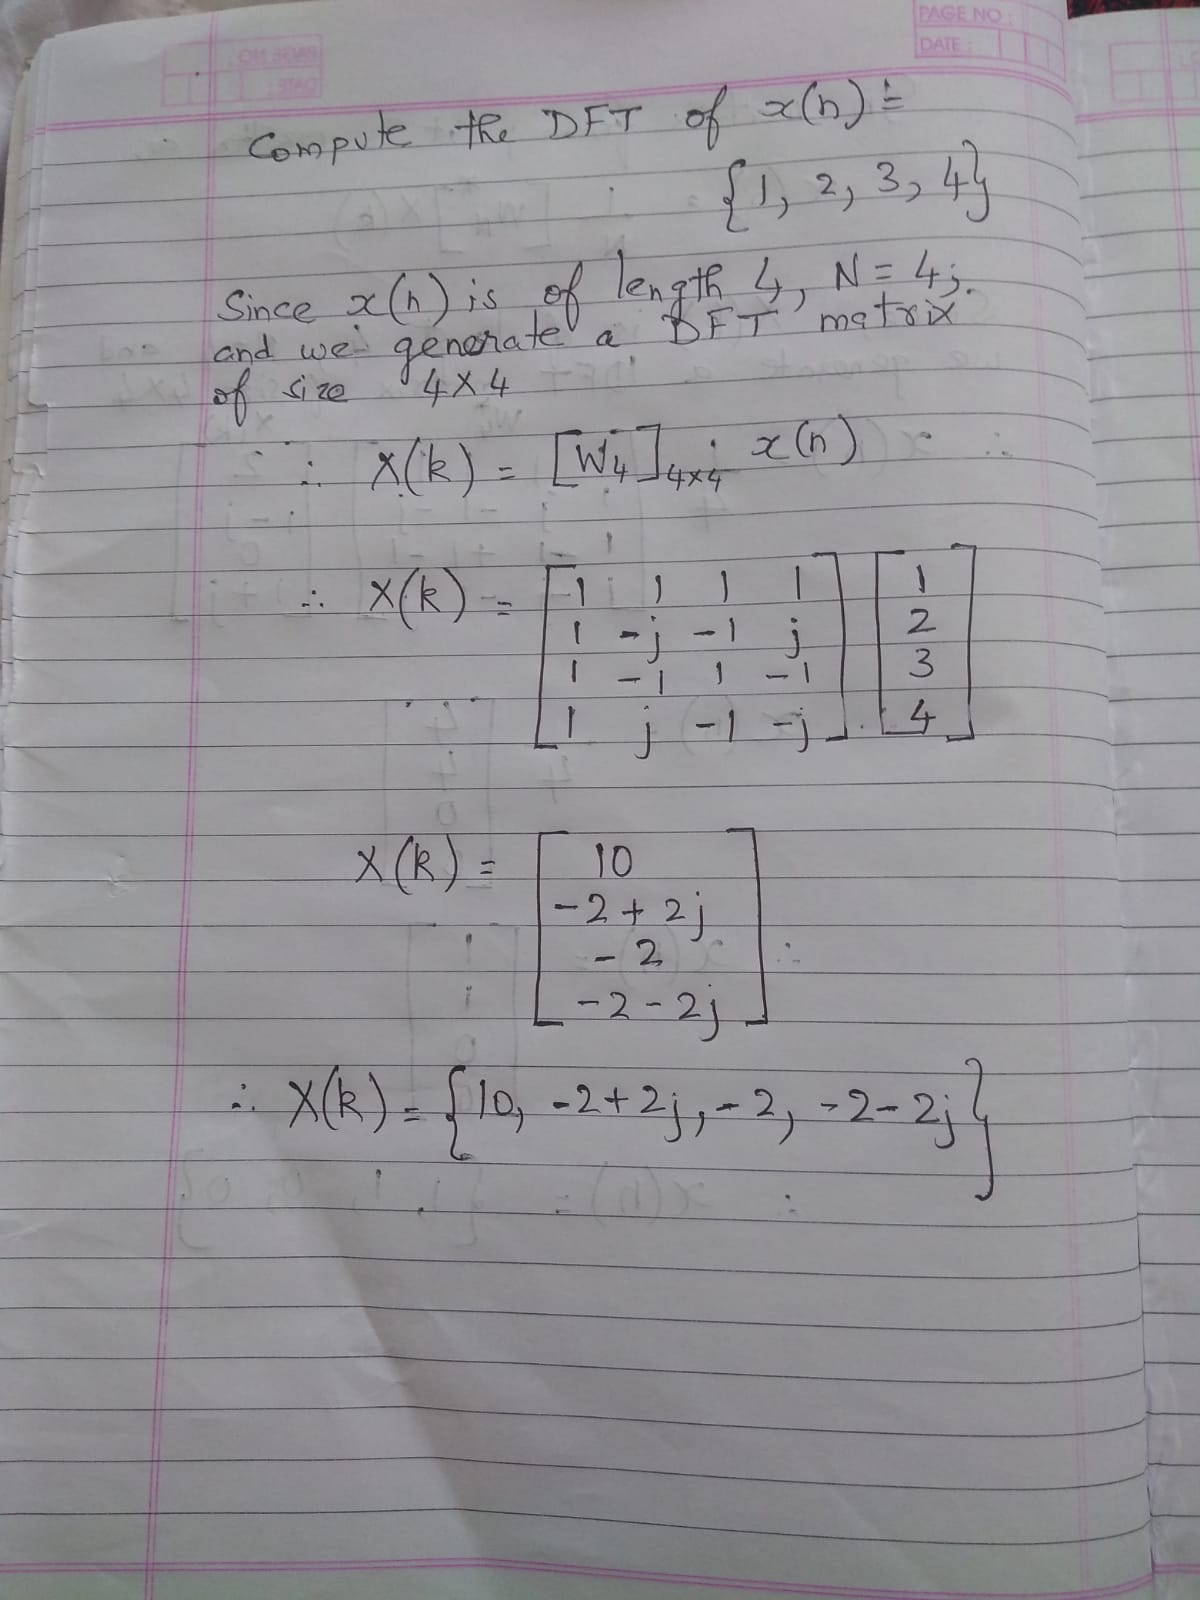 PAGE NO:
DATE:
Compute the DFT of x(n) =
{1, 2, 3, 4}
Since x(n) is of length 4, N = 4;
and we generate a DFT matrix
of size 4×4
∴ X(k) = [W₄]₄ₓ₄ · x(n)
∴ X(k) = [1 1 1 1] [1]
[1 -j -1 j] [2]
[1 -1 1 -1] [3]
[1 j -1 -j] · [4]
X(k) = [10]
[-2 + 2j]
[-2]
[-2 - 2j]
∴ X(k) = {10, -2+2j, -2, -2-2j}